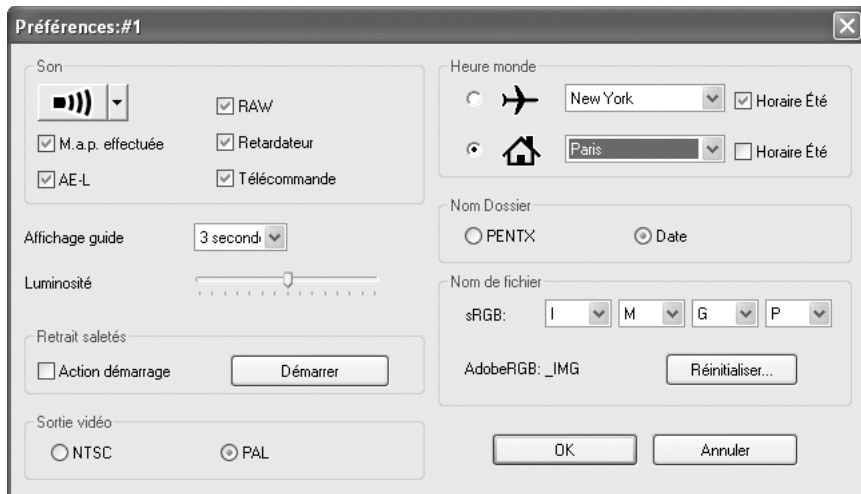 Préférences:#1
Son
RAW
M.a.p. effectuée
Retardateur
AE-L
Télécommande
Affichage guide
3 second
Luminosité
Retrait saletés
Action démarrage
Démarrer
Sortie vidéo
NTSC
PAL
Heure monde
New York
Horaire Été
Paris
Horaire Été
Nom Dossier
PENTX
Date
Nom de fichier
sRGB:
I
M
G
P
AdobeRGB: _IMG
Réinitialiser...
OK
Annuler